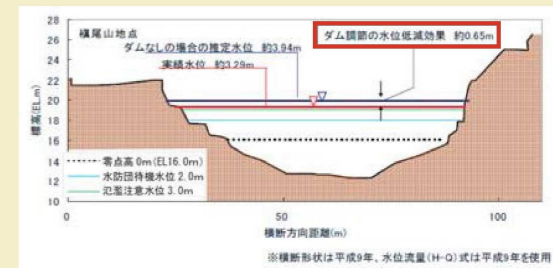 槇尾山地点
ダム調節の水位低減効果 約0.65m
ダムなしの場合の推定水位 約3.94m
実績水位 約3.29m
標高(EL.m)
28
26
24
22
20
18
16
14
12
10
零点高 0m(EL16.0m)
水防団待機水位 2.0m
氾濫注意水位 3.0m
0
50
100
横断方向距離(m)
※横断形状は平成9年、水位流量(H-Q)式は平成9年を使用